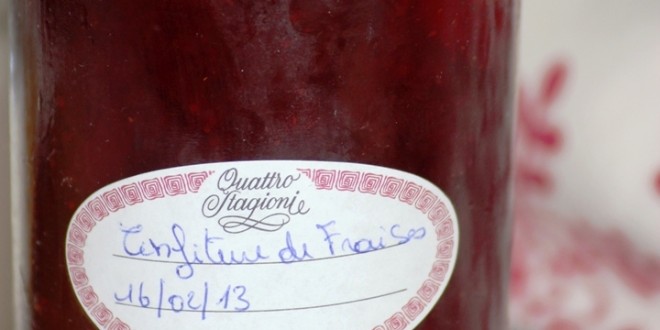 Quattro
Stagioni
Confiture de Fraises
16/02/13